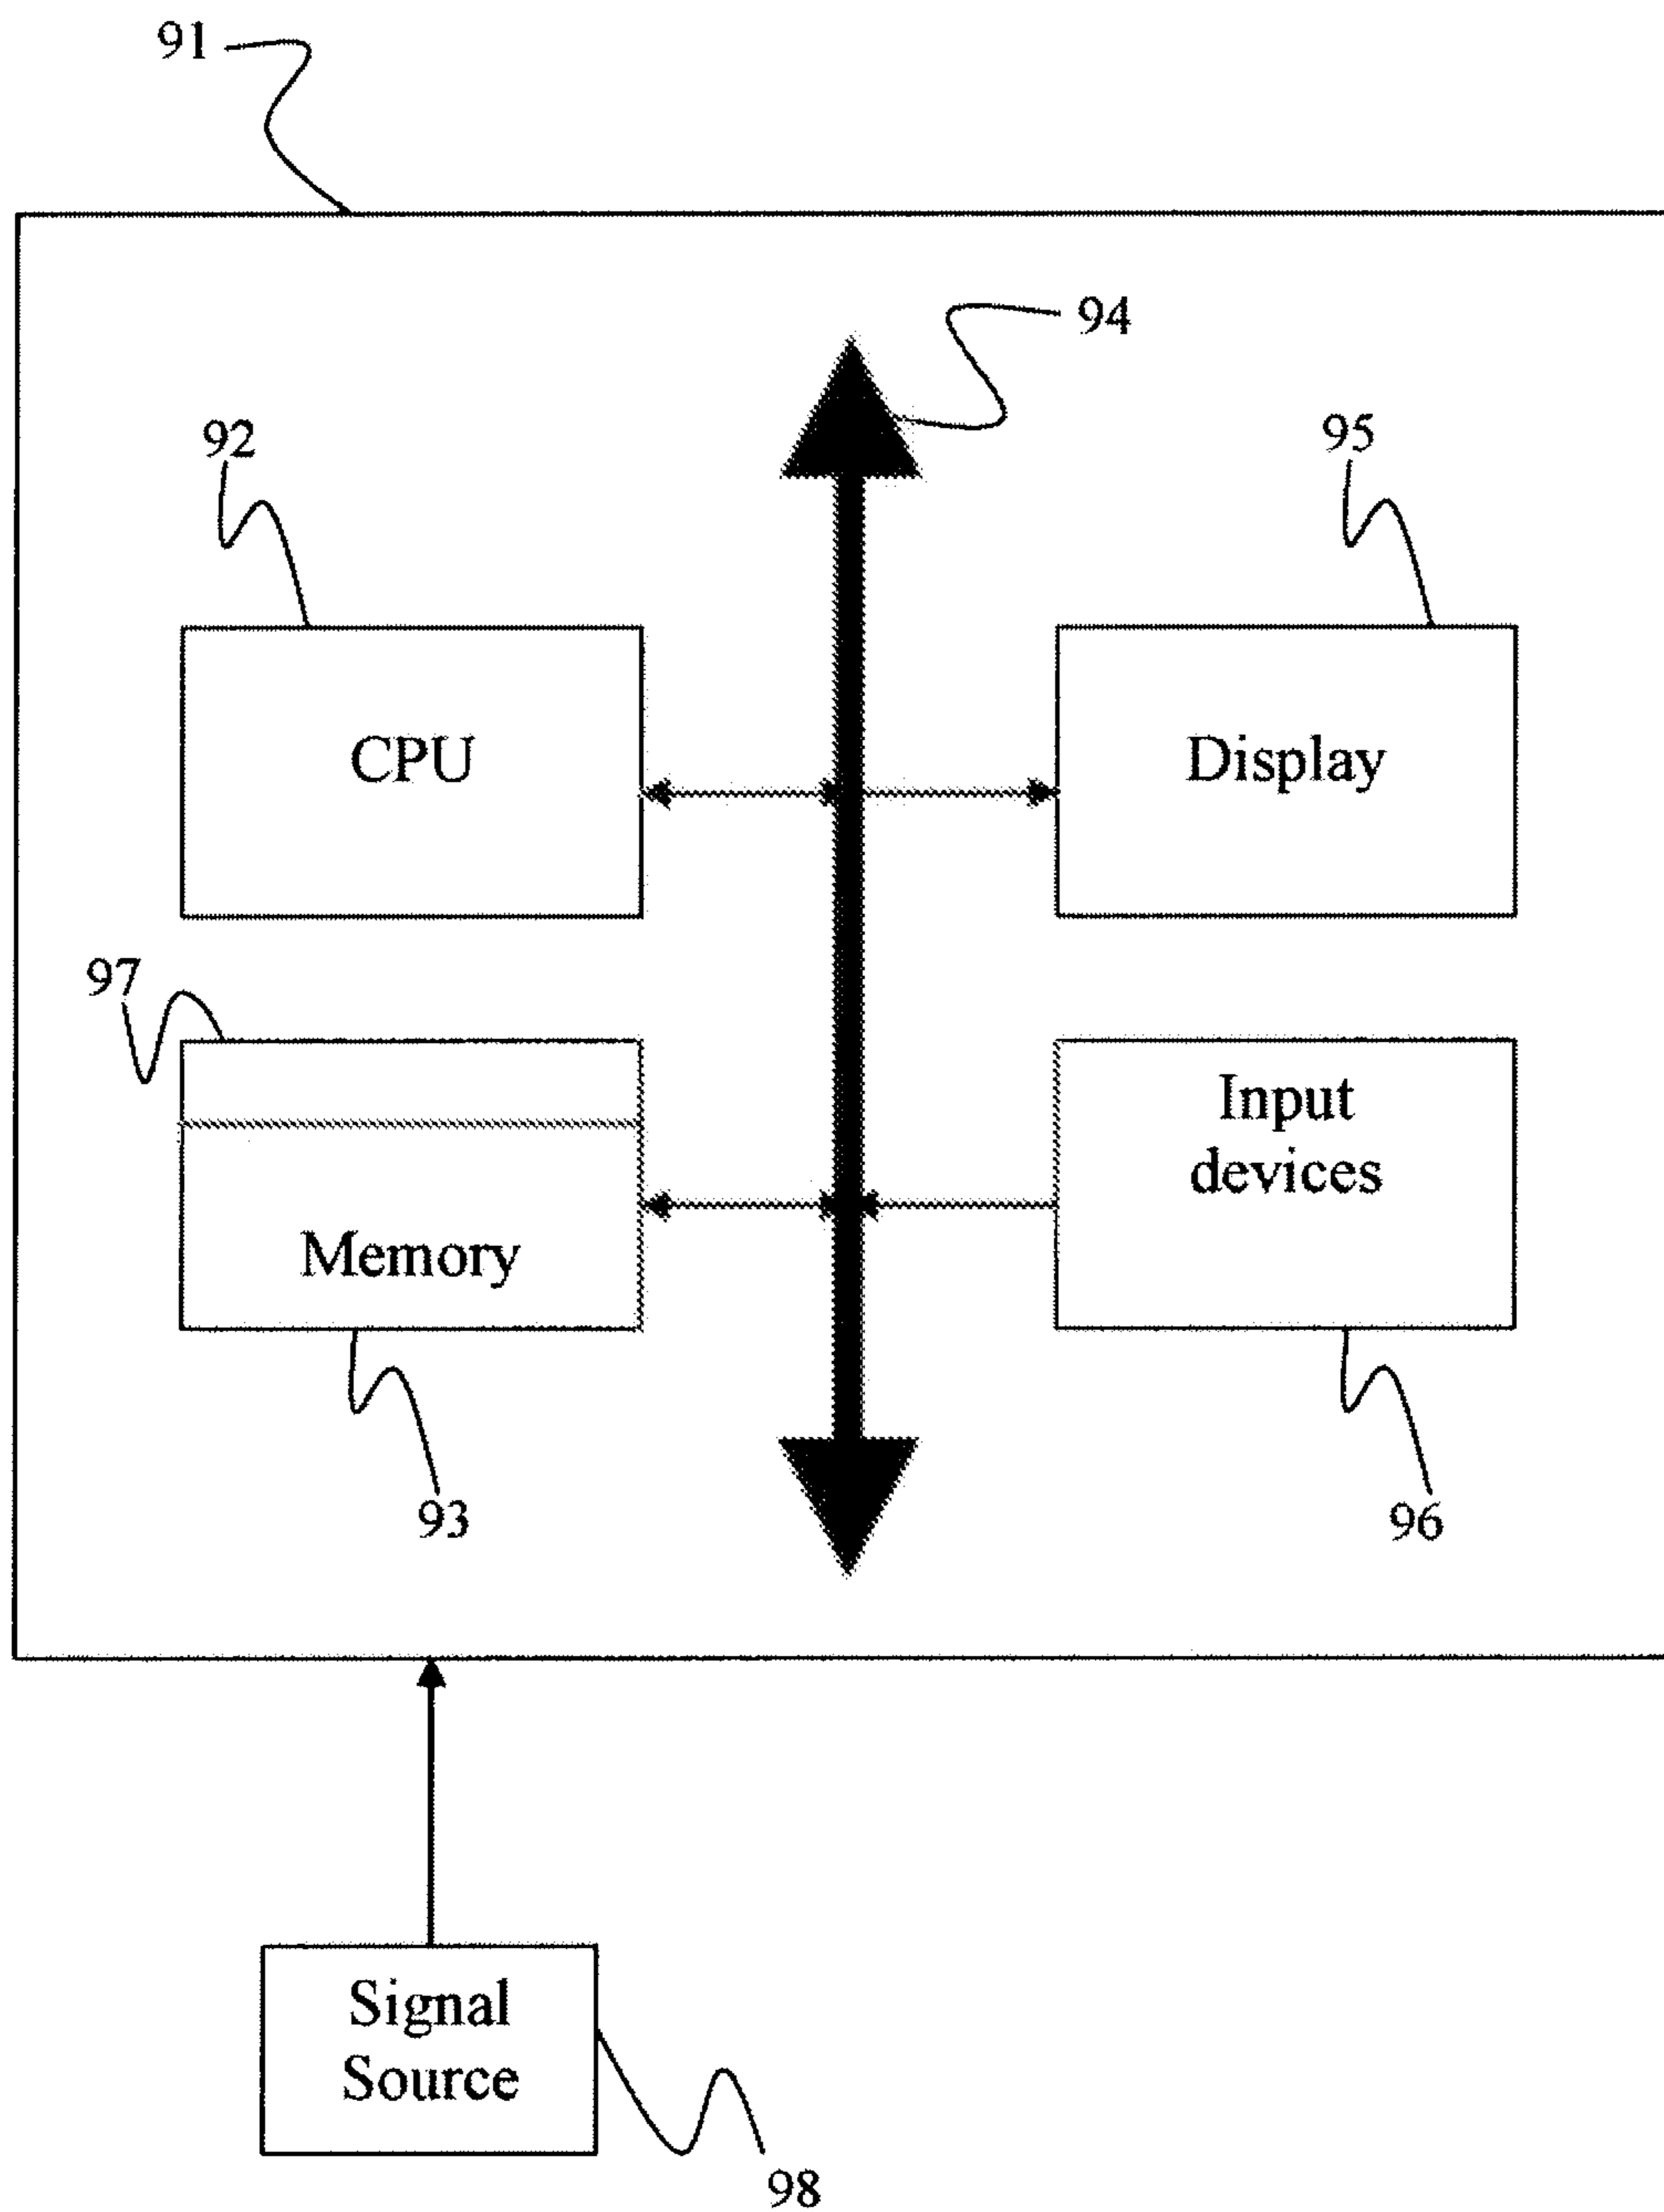 91
94
92
95
CPU
Display
97
Input
devices
Memory
93
96
Signal
Source
98